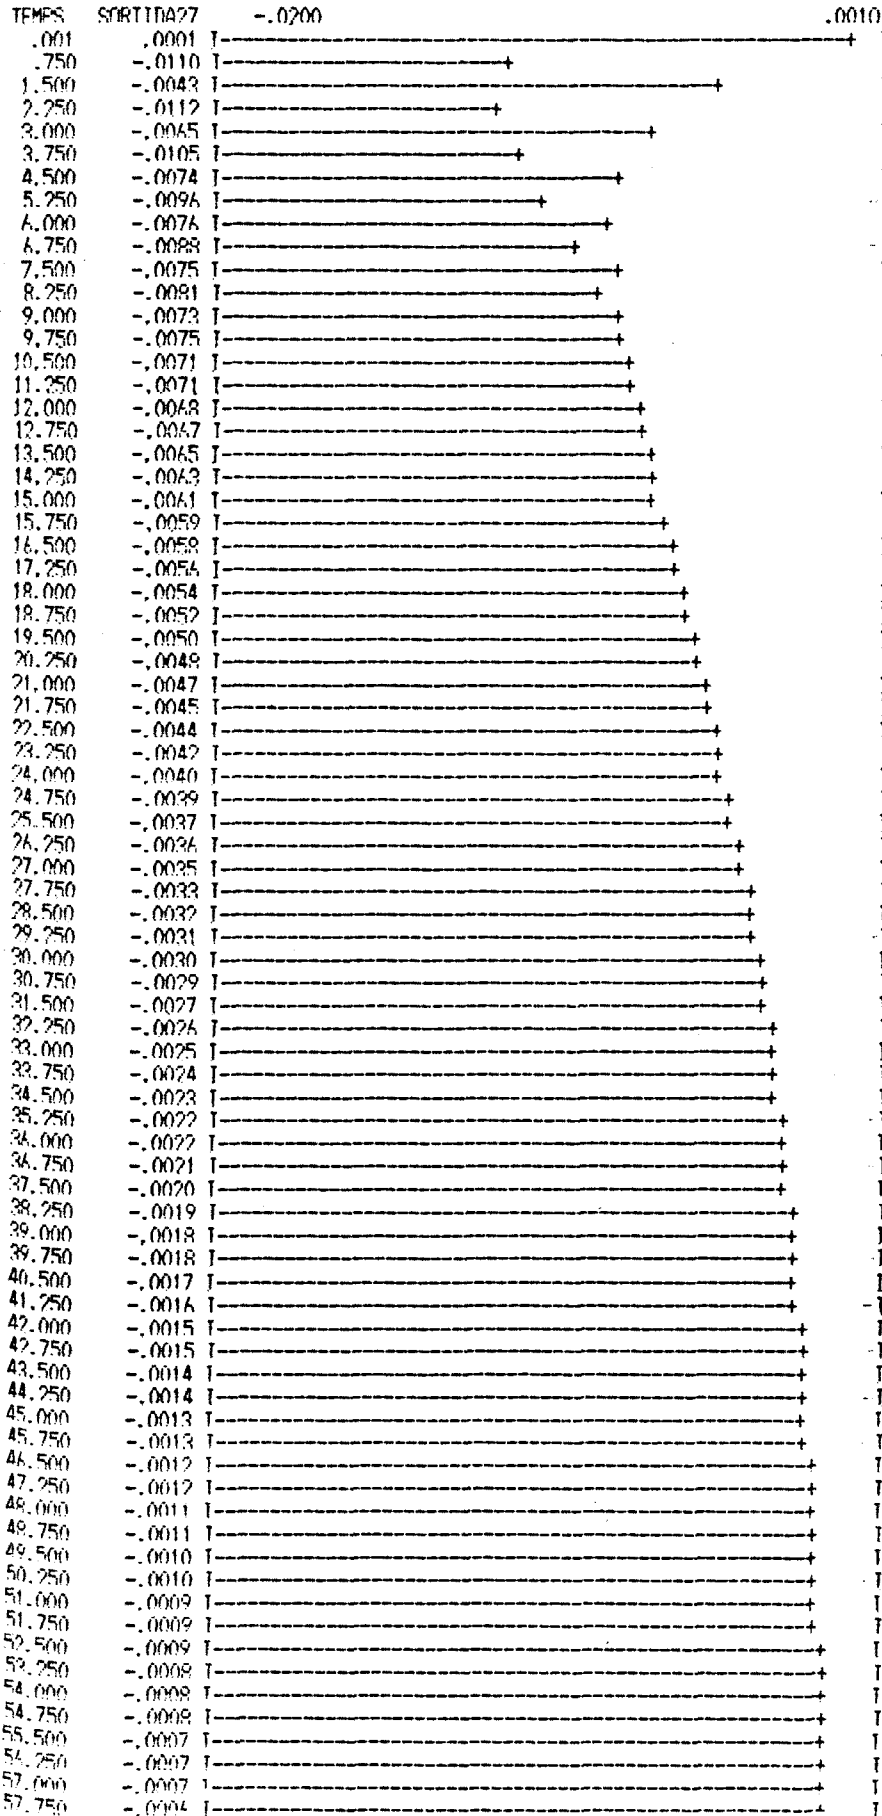 TEMPS SORTIDA27 -.0200 .0010
.001 .0001 I
.750 -.0110 I
1.500 -.0043 I
2.250 -.0112 I
3.000 -.0065 I
3.750 -.0105 I
4.500 -.0074 I
5.250 -.0096 I
6.000 -.0076 I
6.750 -.0088 I
7.500 -.0075 I
8.250 -.0081 I
9.000 -.0073 I
9.750 -.0075 I
10.500 -.0071 I
11.250 -.0071 I
12.000 -.0068 I
12.750 -.0067 I
13.500 -.0065 I
14.250 -.0063 I
15.000 -.0061 I
15.750 -.0059 I
16.500 -.0058 I
17.250 -.0056 I
18.000 -.0054 I
18.750 -.0052 I
19.500 -.0050 I
20.250 -.0048 I
21.000 -.0047 I
21.750 -.0045 I
22.500 -.0044 I
23.250 -.0042 I
24.000 -.0040 I
24.750 -.0039 I
25.500 -.0037 I
26.250 -.0036 I
27.000 -.0035 I
27.750 -.0033 I
28.500 -.0032 I
29.250 -.0031 I
30.000 -.0030 I
30.750 -.0029 I
31.500 -.0027 I
32.250 -.0026 I
33.000 -.0025 I
33.750 -.0024 I
34.500 -.0023 I
35.250 -.0022 I
36.000 -.0022 I
36.750 -.0021 I
37.500 -.0020 I
38.250 -.0019 I
39.000 -.0018 I
39.750 -.0018 I
40.500 -.0017 I
41.250 -.0016 I
42.000 -.0015 I
42.750 -.0015 I
43.500 -.0014 I
44.250 -.0014 I
45.000 -.0013 I
45.750 -.0013 I
46.500 -.0012 I
47.250 -.0012 I
48.000 -.0011 I
48.750 -.0011 I
49.500 -.0010 I
50.250 -.0010 I
51.000 -.0009 I
51.750 -.0009 I
52.500 -.0009 I
53.250 -.0008 I
54.000 -.0008 I
54.750 -.0008 I
55.500 -.0007 I
56.250 -.0007 I
57.000 -.0007 I
57.750 -.0006 I